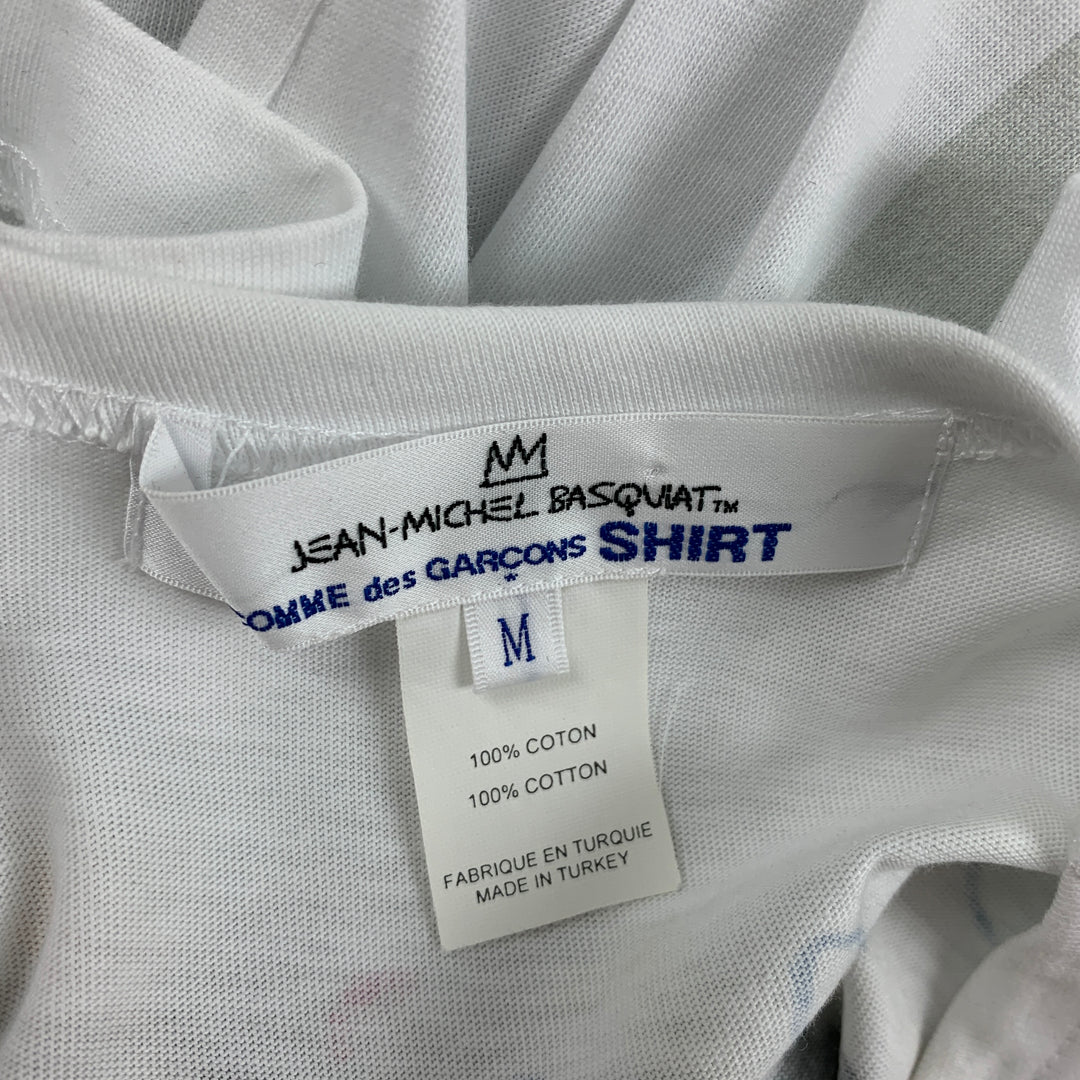 JEAN-MICHEL BASQUIAT™
COMME des GARÇONS SHIRT
*
M
100% COTON
100% COTTON
FABRIQUE EN TURQUIE
MADE IN TURKEY